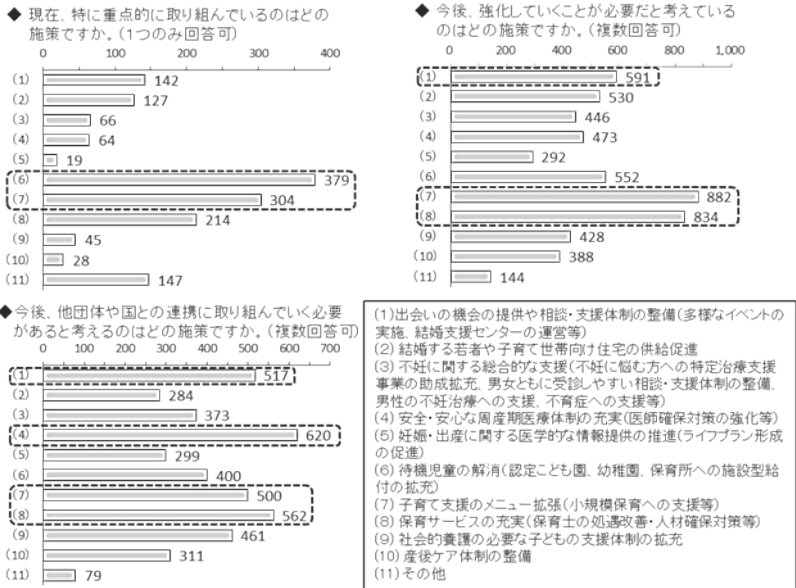 ◆ 現在、特に重点的に取り組んでいるのはどの
施策ですか。(1つのみ回答可)
0 100 200 300 400
(1) 142
(2) 127
(3) 66
(4) 64
(5) 19
(6) 379
(7) 304
(8) 214
(9) 45
(10) 28
(11) 147
◆ 今後、強化していくことが必要だと考えている
のはどの施策ですか。(複数回答可)
0 200 400 600 800 1,000
(1) 591
(2) 530
(3) 446
(4) 473
(5) 292
(6) 552
(7) 882
(8) 834
(9) 428
(10) 388
(11) 144
◆今後、他団体や国との連携に取り組んでいく必要
があると考えるのはどの施策ですか。(複数回答可)
0 100 200 300 400 500 600 700
(1) 517
(2) 284
(3) 373
(4) 620
(5) 299
(6) 400
(7) 500
(8) 562
(9) 461
(10) 311
(11) 79
(1)出会いの機会の提供や相談・支援体制の整備(多様なイベントの
実施、結婚支援センターの運営等)
(2) 結婚する若者や子育て世帯向け住宅の供給促進
(3) 不妊に関する総合的な支援(不妊に悩む方への特定治療支援
事業の助成拡充、男女ともに受診しやすい相談・支援体制の整備、
男性の不妊治療への支援、不育症への支援等)
(4) 安全・安心な周産期医療体制の充実(医師確保対策の強化等)
(5) 妊娠・出産に関する医学的な情報提供の推進(ライフプラン形成
の促進)
(6) 待機児童の解消(認定こども園、幼稚園、保育所への施設型給
付の拡充)
(7) 子育て支援のメニュー拡張(小規模保育への支援等)
(8) 保育サービスの充実(保育士の処遇改善・人材確保対策等)
(9) 社会的養護の必要な子どもの支援体制の拡充
(10) 産後ケア体制の整備
(11) その他